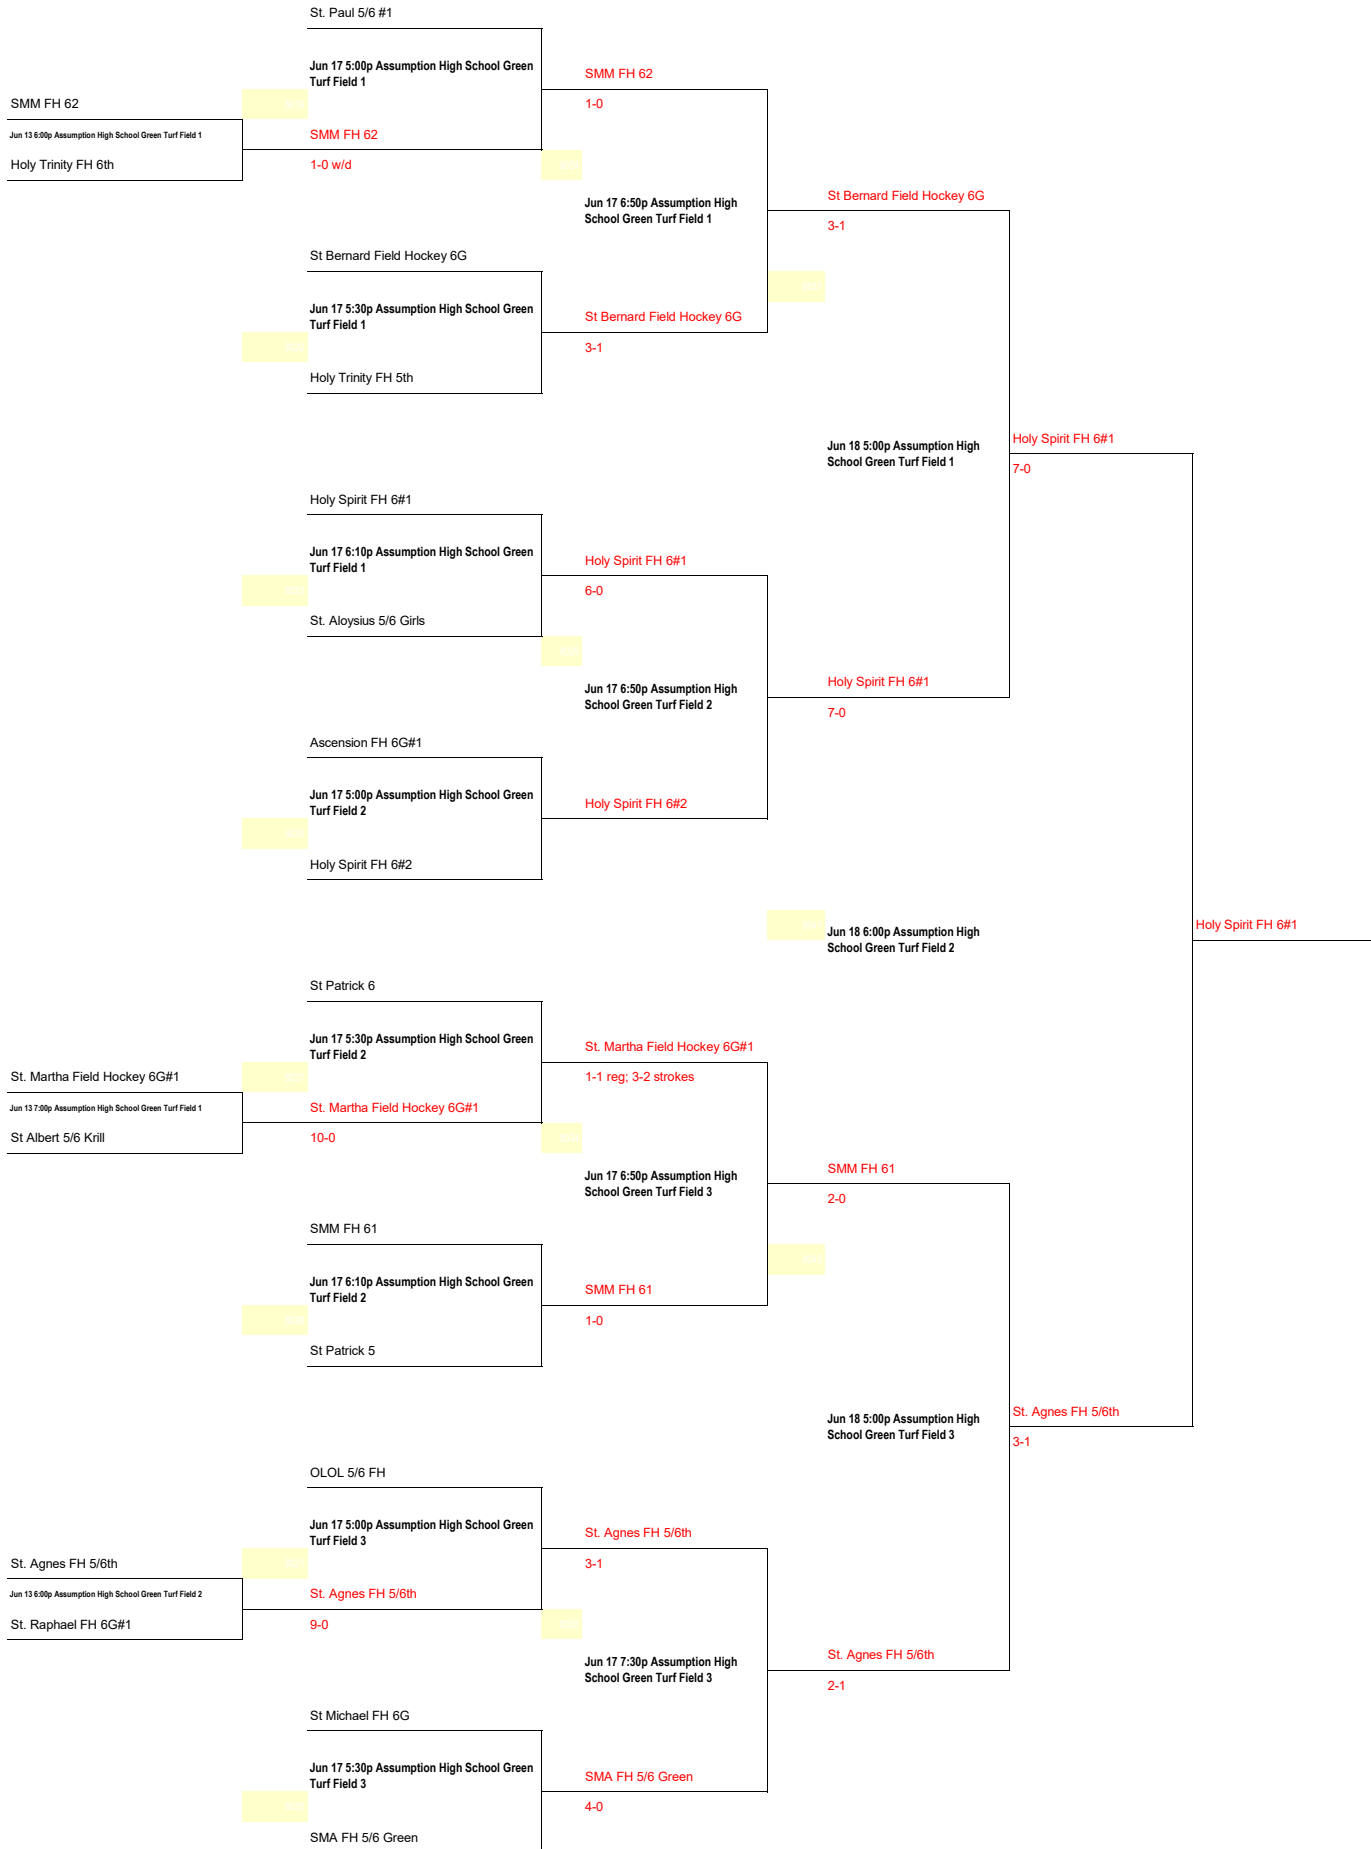 St. Paul 5/6 #1
Jun 17 5:00p Assumption High School Green
Turf Field 1
SMM FH 62
1-0
SMM FH 62
Jun 13 6:00p Assumption High School Green Turf Field 1
Holy Trinity FH 6th
SMM FH 62
1-0 w/d
Jun 17 6:50p Assumption High
School Green Turf Field 1
St Bernard Field Hockey 6G
3-1
St Bernard Field Hockey 6G
Jun 17 5:30p Assumption High School Green
Turf Field 1
St Bernard Field Hockey 6G
3-1
Holy Trinity FH 5th
Jun 18 5:00p Assumption High
School Green Turf Field 1
Holy Spirit FH 6#1
7-0
Holy Spirit FH 6#1
Jun 17 6:10p Assumption High School Green
Turf Field 1
Holy Spirit FH 6#1
6-0
St. Aloysius 5/6 Girls
Jun 17 6:50p Assumption High
School Green Turf Field 2
Holy Spirit FH 6#1
7-0
Ascension FH 6G#1
Jun 17 5:00p Assumption High School Green
Turf Field 2
Holy Spirit FH 6#2
Holy Spirit FH 6#2
Jun 18 6:00p Assumption High
School Green Turf Field 2
Holy Spirit FH 6#1
St Patrick 6
Jun 17 5:30p Assumption High School Green
Turf Field 2
St. Martha Field Hockey 6G#1
1-1 reg; 3-2 strokes
St. Martha Field Hockey 6G#1
Jun 13 7:00p Assumption High School Green Turf Field 1
St Albert 5/6 Krill
St. Martha Field Hockey 6G#1
10-0
Jun 17 6:50p Assumption High
School Green Turf Field 3
SMM FH 61
2-0
SMM FH 61
Jun 17 6:10p Assumption High School Green
Turf Field 2
SMM FH 61
1-0
St Patrick 5
Jun 18 5:00p Assumption High
School Green Turf Field 3
St. Agnes FH 5/6th
3-1
OLOL 5/6 FH
Jun 17 5:00p Assumption High School Green
Turf Field 3
St. Agnes FH 5/6th
3-1
St. Agnes FH 5/6th
Jun 13 6:00p Assumption High School Green Turf Field 2
St. Raphael FH 6G#1
St. Agnes FH 5/6th
9-0
Jun 17 7:30p Assumption High
School Green Turf Field 3
St. Agnes FH 5/6th
2-1
St Michael FH 6G
Jun 17 5:30p Assumption High School Green
Turf Field 3
SMA FH 5/6 Green
4-0
SMA FH 5/6 Green